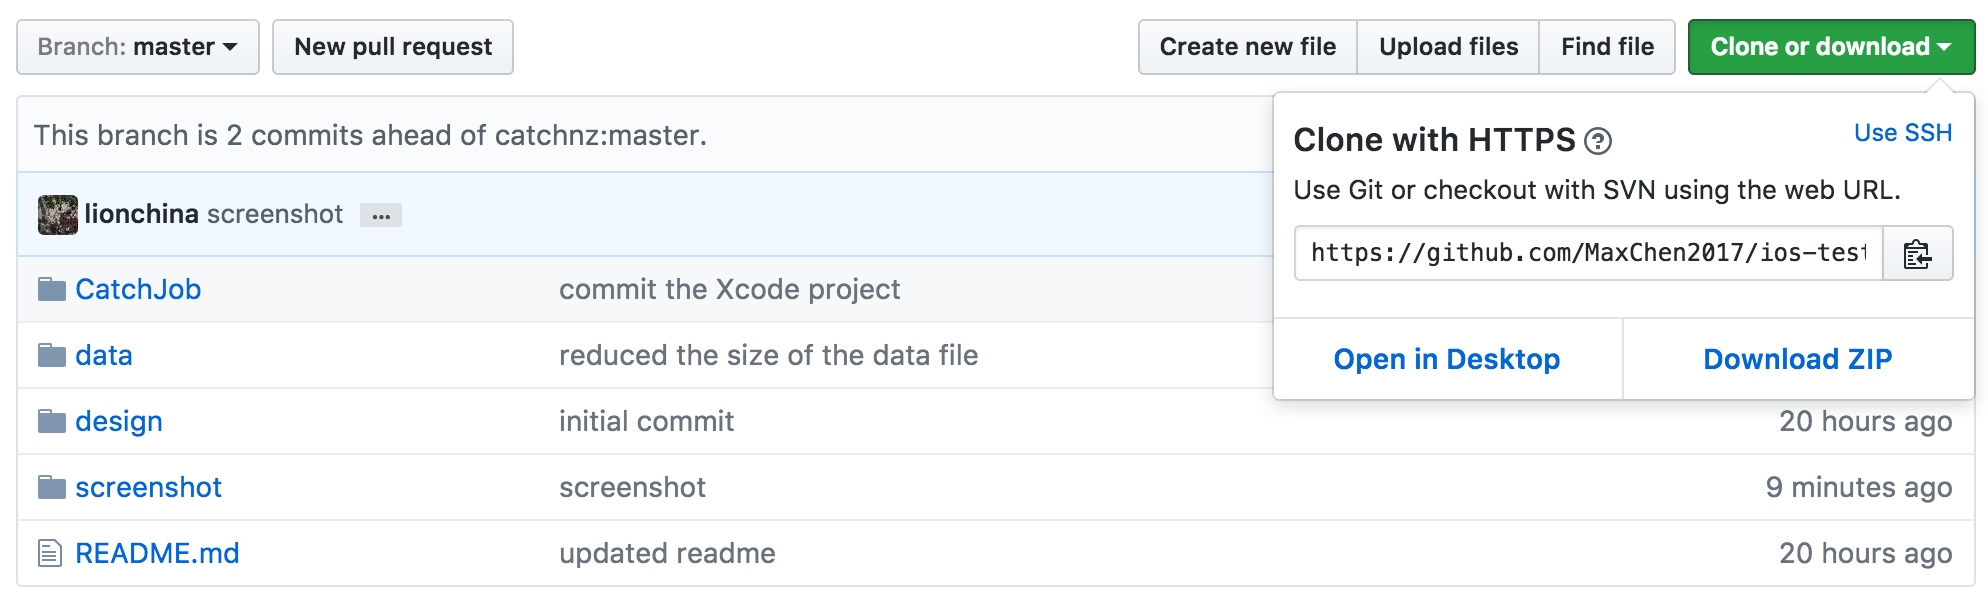 Branch: master
New pull request
Create new file
Upload files
Find file
Clone or download
This branch is 2 commits ahead of catchnz:master.
Clone with HTTPS ?
Use SSH
Use Git or checkout with SVN using the web URL.
https://github.com/MaxChen2017/ios-test
Open in Desktop
Download ZIP
lionchina screenshot ...
CatchJob commit the Xcode project
data reduced the size of the data file
design initial commit 20 hours ago
screenshot screenshot 9 minutes ago
README.md updated readme 20 hours ago